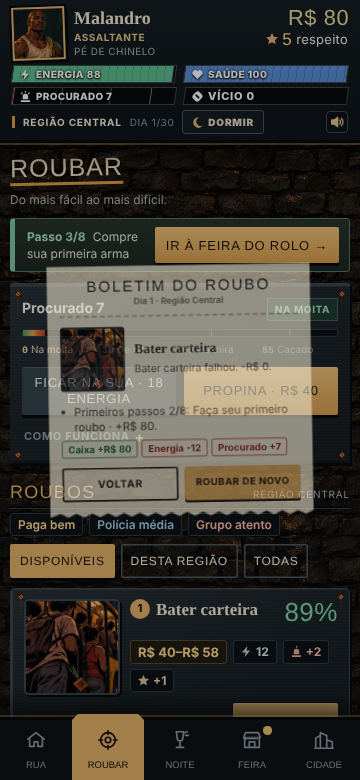 Malandro
ASSALTANTE
PÉ DE CHINELO
R$ 80
5 respeito
ENERGIA 88
SAÚDE 100
PROCURADO 7
VÍCIO 0
REGIÃO CENTRAL DIA 1/30 DORMIR
ROUBAR
Do mais fácil ao mais difícil.
Passo 3/8 Compre
sua primeira arma
IR À FEIRA DO ROLO →
BOLETIM DO ROUBO
Dia 1 · Região Central
Procurado 7
NA MOITA
0 Na moita
85 Caçado
Bater carteira
Bater carteira falhou. -R$ 0.
FICAR NA SUA · 18
ENERGIA
PROPINA · R$ 40
• Primeiros passos 2/8: Faça seu primeiro
roubo · +R$ 80.
COMO FUNCIONA +
Caixa +R$ 80
Energia -12
Procurado +7
VOLTAR
ROUBAR DE NOVO
ROUBOS
REGIÃO CENTRAL
Paga bem
Polícia média
Grupo atento
DISPONÍVEIS
DESTA REGIÃO
TODAS
1 Bater carteira
89%
R$ 40–R$ 58
12
+2
+1
RUA
ROUBAR
NOITE
FEIRA
CIDADE